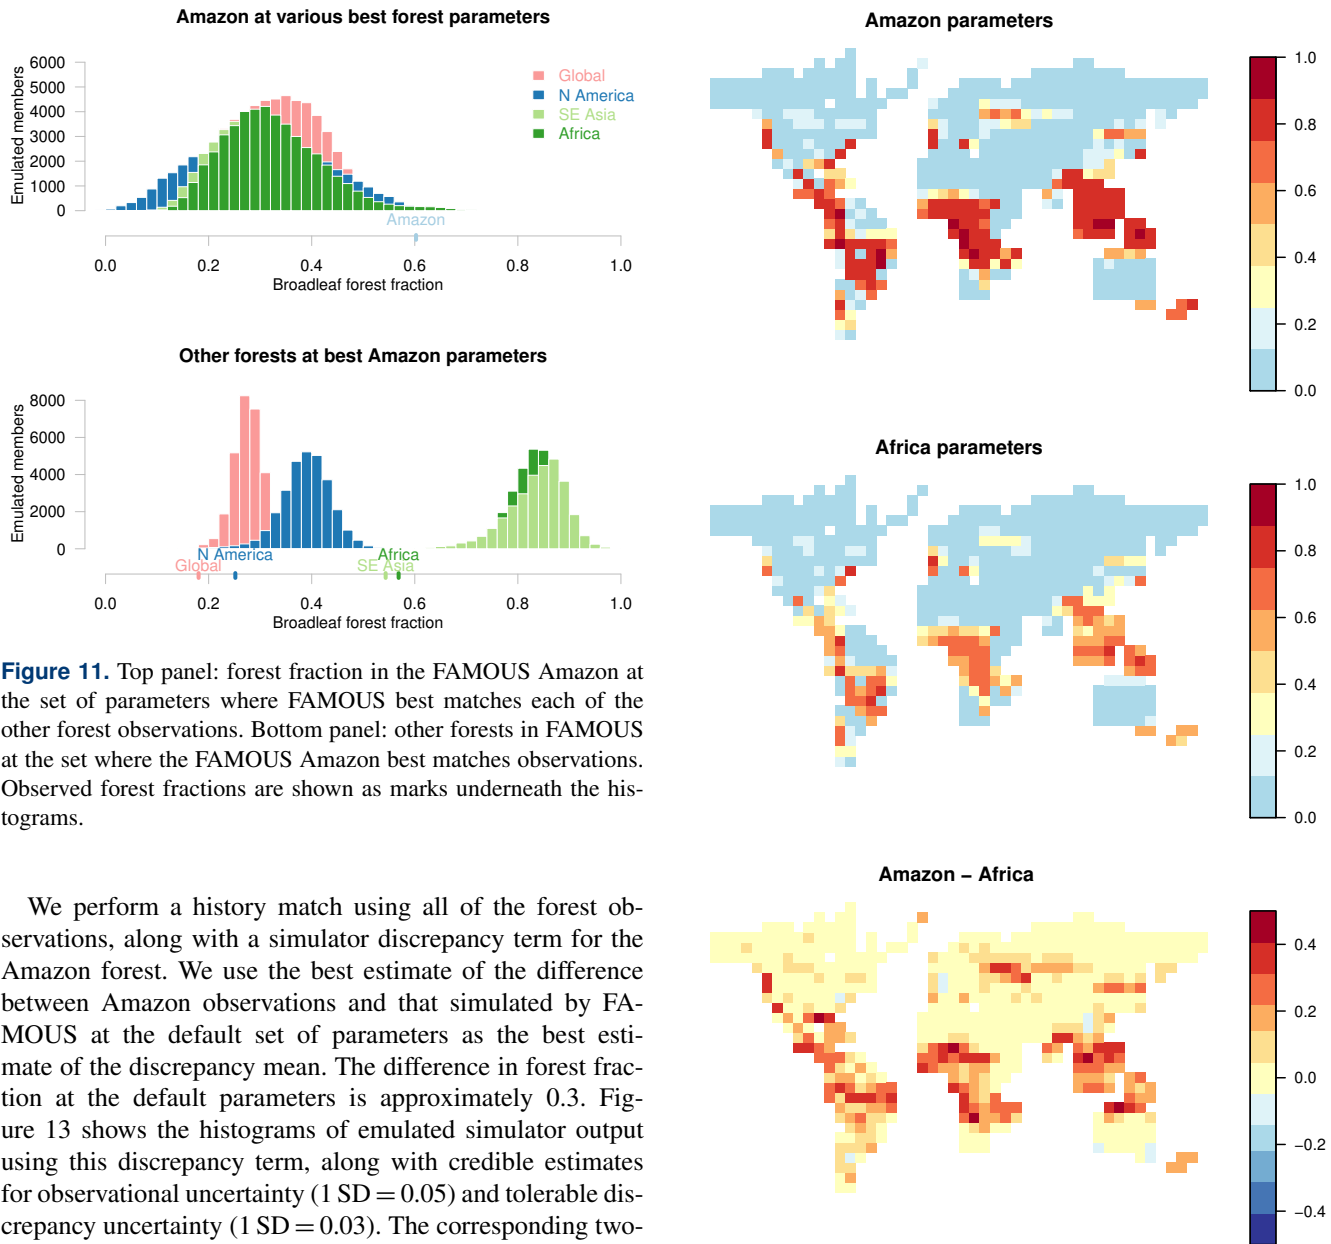 Amazon at various best forest parameters
Emulated members
6000
5000
4000
3000
2000
1000
0
Global
N America
SE Asia
Africa
Amazon
0.0 0.2 0.4 0.6 0.8 1.0
Broadleaf forest fraction
Other forests at best Amazon parameters
Emulated members
8000
6000
4000
2000
0
N America
Africa
Global
SE Asia
0.0 0.2 0.4 0.6 0.8 1.0
Broadleaf forest fraction
Figure 11. Top panel: forest fraction in the FAMOUS Amazon at
the set of parameters where FAMOUS best matches each of the
other forest observations. Bottom panel: other forests in FAMOUS
at the set where the FAMOUS Amazon best matches observations.
Observed forest fractions are shown as marks underneath the his-
tograms.
We perform a history match using all of the forest ob-
servations, along with a simulator discrepancy term for the
Amazon forest. We use the best estimate of the difference
between Amazon observations and that simulated by FA-
MOUS at the default set of parameters as the best esti-
mate of the discrepancy mean. The difference in forest frac-
tion at the default parameters is approximately 0.3. Fig-
ure 13 shows the histograms of emulated simulator output
using this discrepancy term, along with credible estimates
for observational uncertainty (1 SD = 0.05) and tolerable dis-
crepancy uncertainty (1 SD = 0.03). The corresponding two-
Amazon parameters
1.0
0.8
0.6
0.4
0.2
0.0
Africa parameters
1.0
0.8
0.6
0.4
0.2
0.0
Amazon − Africa
0.4
0.2
0.0
−0.2
−0.4